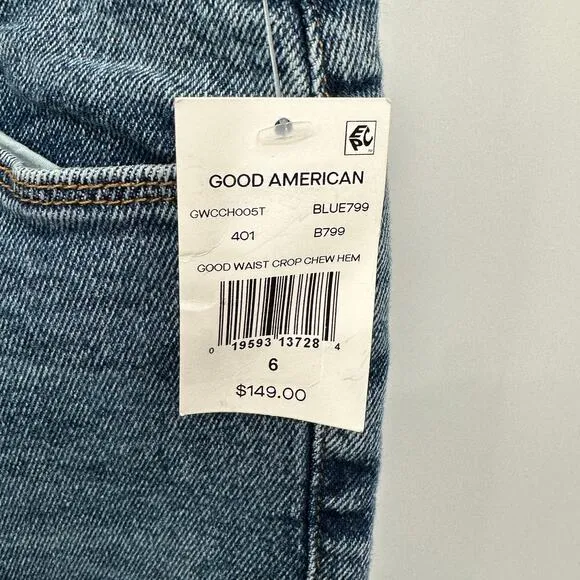 EPC
GOOD AMERICAN
GWCCH005T BLUE799
401 B799
GOOD WAIST CROP CHEW HEM
0 19593 13728 4
6
$149.00